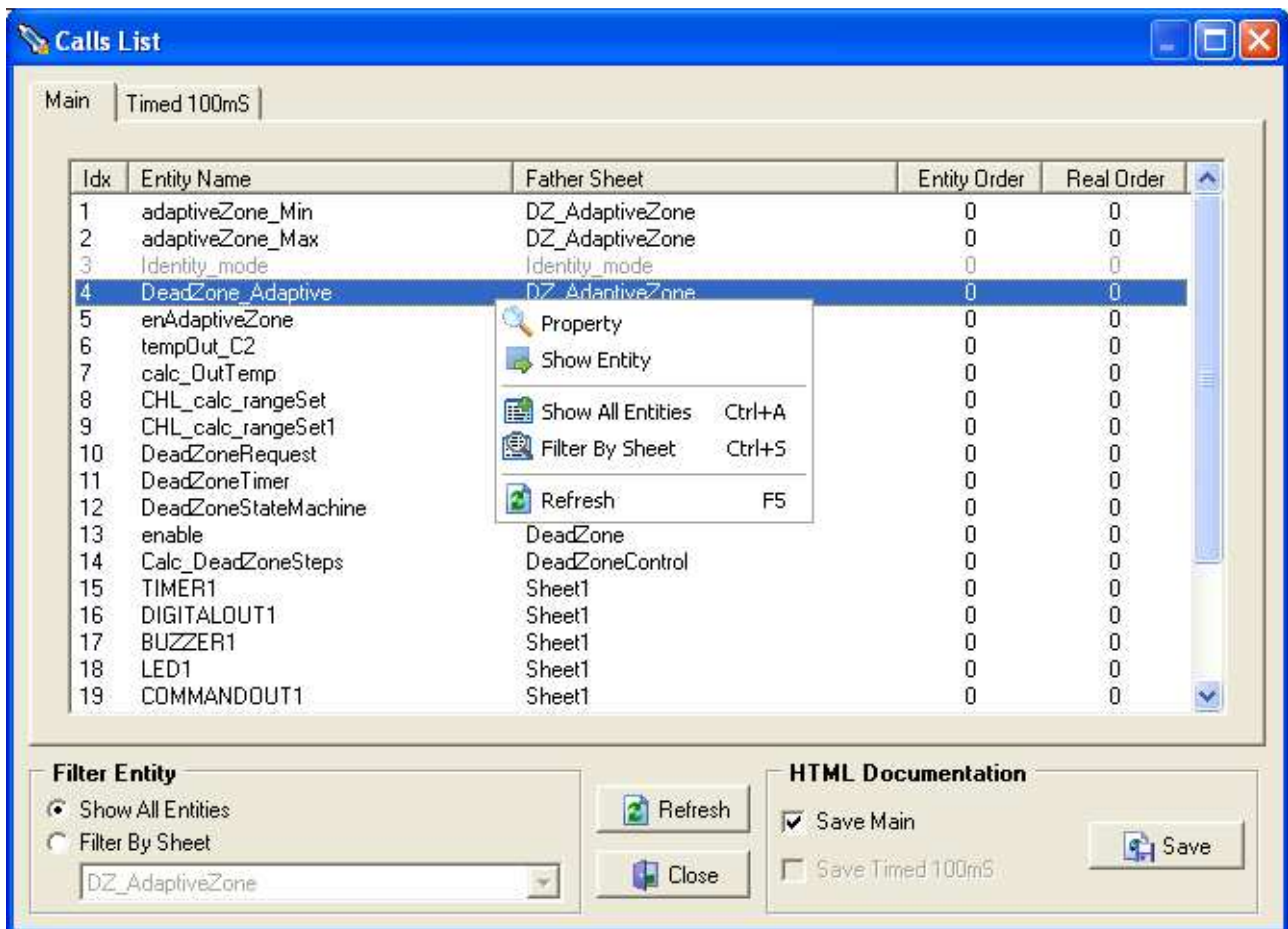 Calls List
Main Timed 100mS
Idx Entity Name Father Sheet Entity Order Real Order
1 adaptiveZone_Min DZ_AdaptiveZone 0 0
2 adaptiveZone_Max DZ_AdaptiveZone 0 0
3 Identity_mode Identity_mode 0 0
4 DeadZone_Adaptive DZ_AdaptiveZone 0 0
5 enAdaptiveZone 0 0
6 tempOut_C2 0 0
7 calc_OutTemp 0 0
8 CHL_calc_rangeSet 0 0
9 CHL_calc_rangeSet1 0 0
10 DeadZoneRequest 0 0
11 DeadZoneTimer 0 0
12 DeadZoneStateMachine 0 0
13 enable DeadZone 0 0
14 Calc_DeadZoneSteps DeadZoneControl 0 0
15 TIMER1 Sheet1 0 0
16 DIGITALOUT1 Sheet1 0 0
17 BUZZER1 Sheet1 0 0
18 LED1 Sheet1 0 0
19 COMMANDOUT1 Sheet1 0 0
Property
Show Entity
Show All Entities Ctrl+A
Filter By Sheet Ctrl+S
Refresh F5
Filter Entity
Show All Entities
Filter By Sheet
DZ_AdaptiveZone
Refresh
Close
HTML Documentation
Save Main
Save Timed 100mS
Save